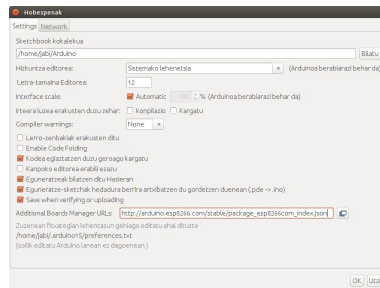 Hobespenak
Settings Network
Sketchbook kokalekua
/home/jabi/Arduino Bilatu
Hizkuntza editorea: Sistemako lehenetsia (Arduinoa berabiarazi behar da)
Letra-tamaina Editorea: 12
Interface scale: Automatic 100 % (Arduinoa berabiarazi behar da)
Irteera luzea erakusten duzu zehar: konpilazio Kargatu
Compiler warnings: None
Lerro-zenbakiak erakusten ditu
Enable Code Folding
Kodea egiaztatzen duzu geroago kargatu
Kanpoko editorea erabili ezazu
Eguneratzeak bilatzen ditu Hasieran
Eguneratze-sketchak hedadura berrira artxibatzen du gordetzen duenean (.pde -> .ino)
Save when verifying or uploading
Additional Boards Manager URLs: http://arduino.esp8266.com/stable/package_esp8266com_index.json
Zuzenean fitxategian lehentasun gehiago editatu ahal dituzte
/home/jabi/.arduino15/preferences.txt
(soilik editatu Arduino lanean ez dagoenean )
OK Utzi